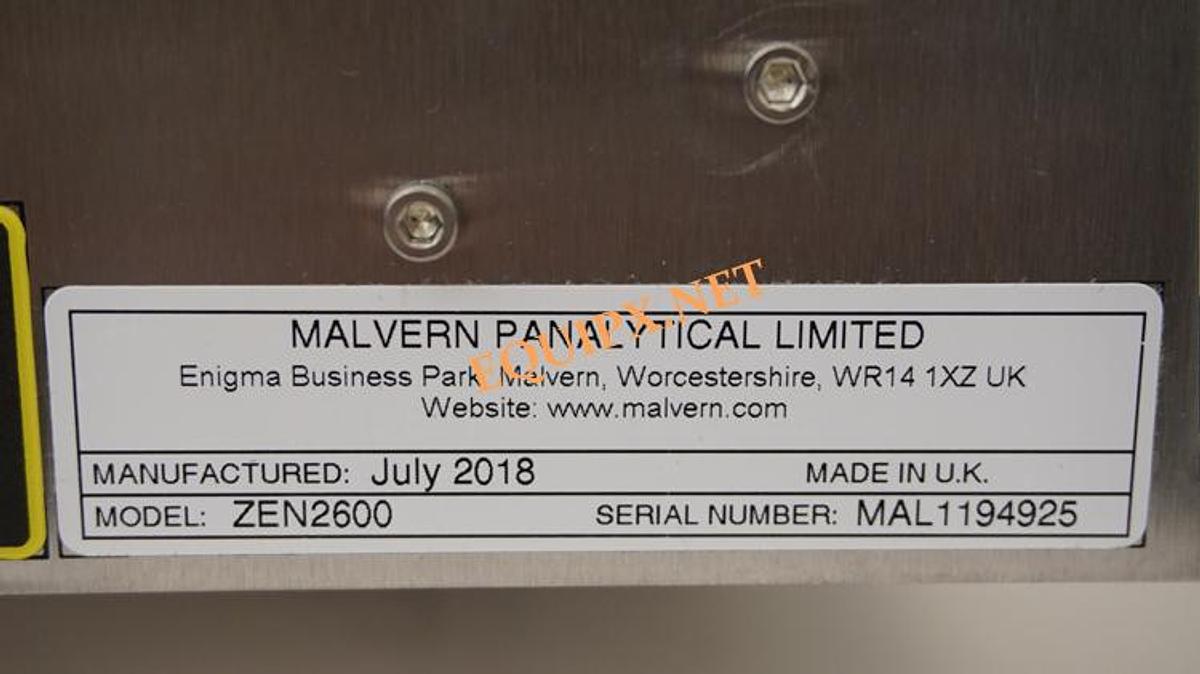 EQUIPX.NET
MALVERN PANALYTICAL LIMITED
Enigma Business Park, Malvern, Worcestershire, WR14 1XZ UK
Website: www.malvern.com
MANUFACTURED: July 2018 MADE IN U.K.
MODEL: ZEN2600 SERIAL NUMBER: MAL1194925